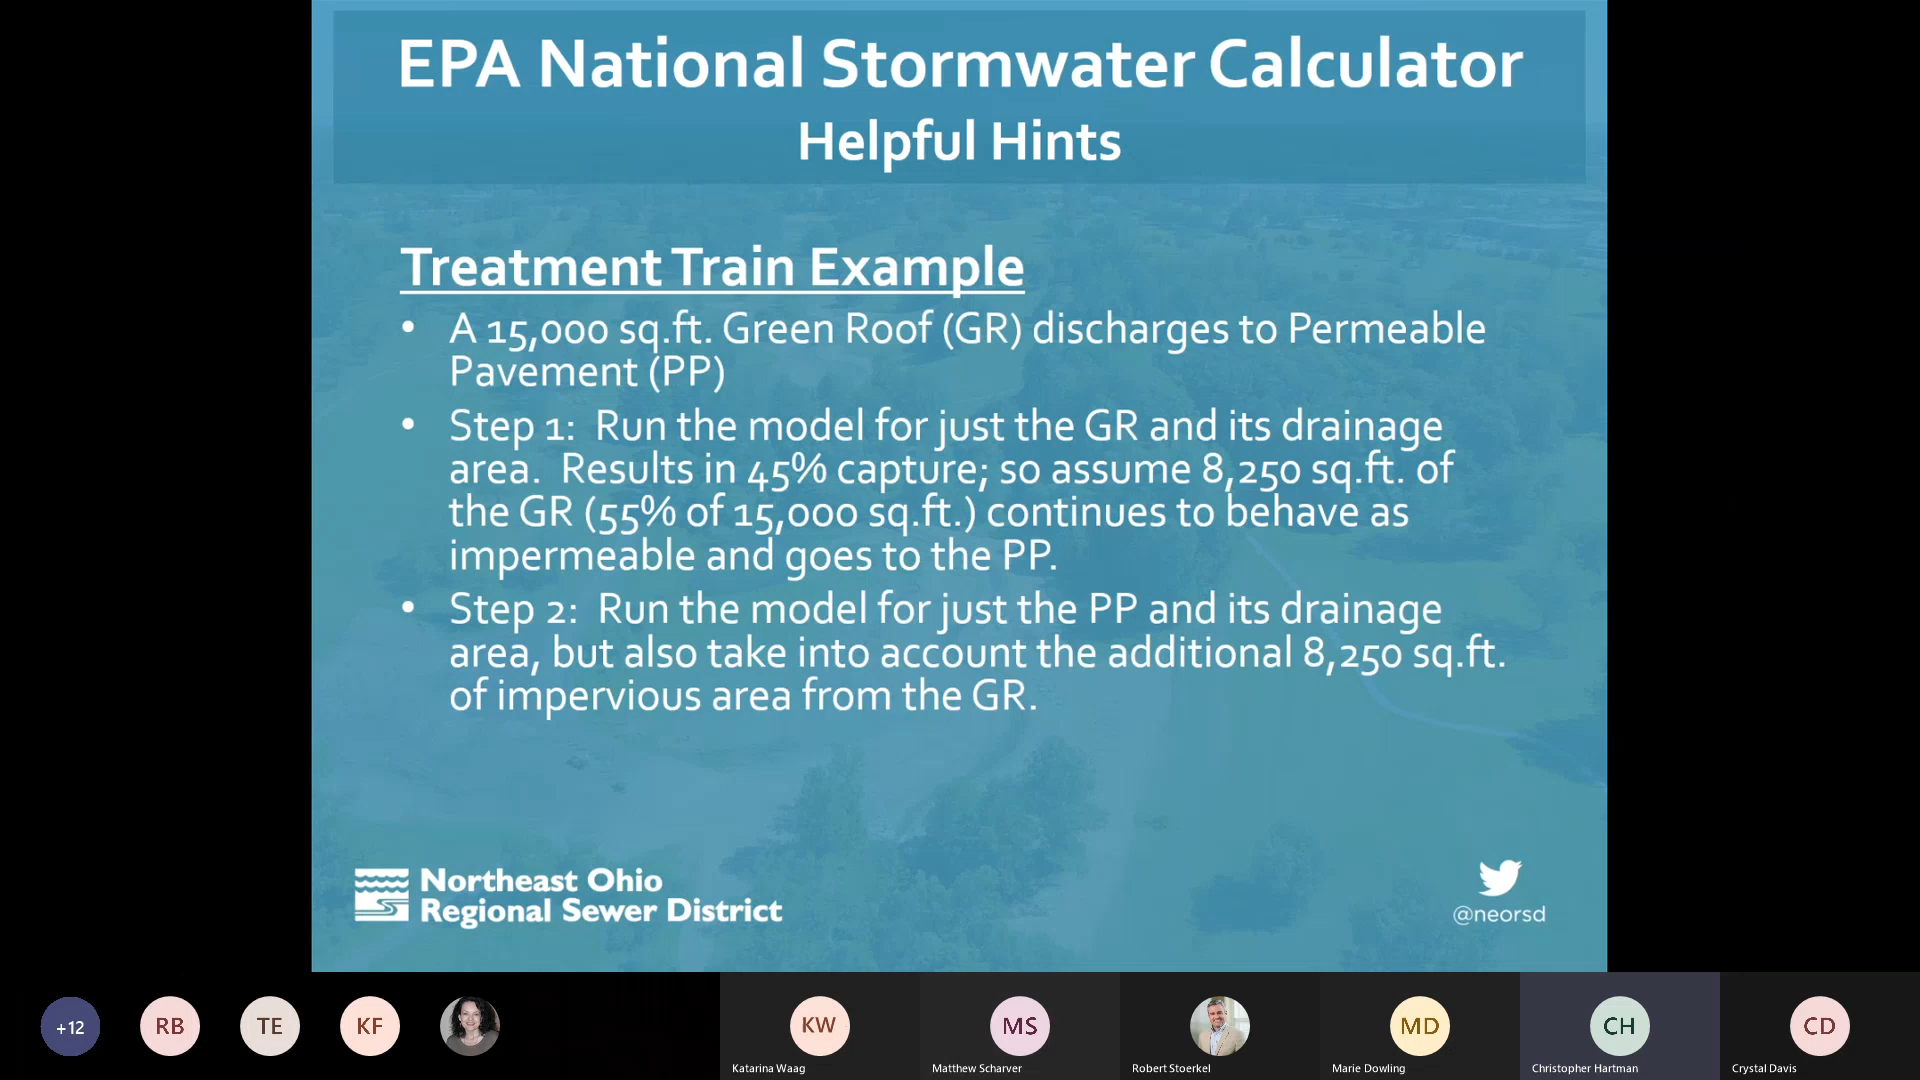 EPA National Stormwater Calculator
Helpful Hints
Treatment Train Example
• A 15,000 sq.ft. Green Roof (GR) discharges to Permeable
Pavement (PP)
• Step 1:  Run the model for just the GR and its drainage
area.  Results in 45% capture; so assume 8,250 sq.ft. of
the GR (55% of 15,000 sq.ft.) continues to behave as
impermeable and goes to the PP.
• Step 2:  Run the model for just the PP and its drainage
area, but also take into account the additional 8,250 sq.ft.
of impervious area from the GR.
Northeast Ohio
Regional Sewer District
@neorsd
+12
RB
TE
KF
KW
MS
MD
CH
CD
Katarina Waag
Matthew Scharver
Robert Stoerkel
Marie Dowling
Christopher Hartman
Crystal Davis